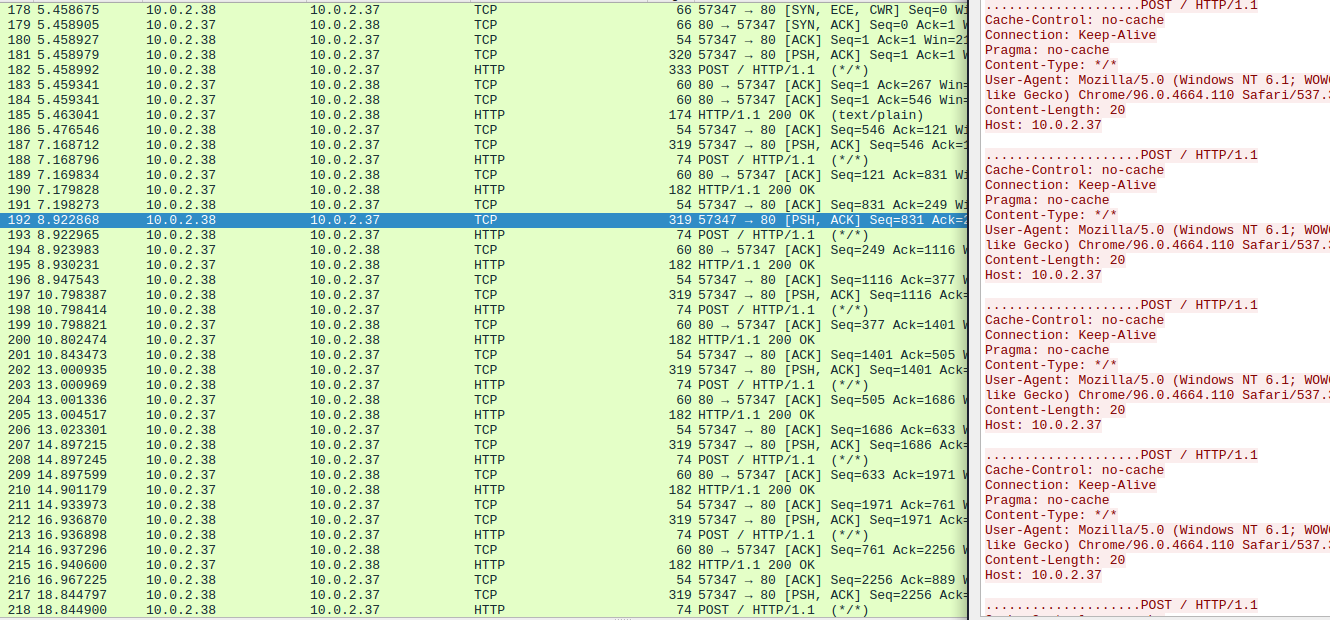 178 5.458675 10.0.2.38 10.0.2.37 TCP 66 57347 → 80 [SYN, ECE, CWR] Seq=0 Wi
179 5.458905 10.0.2.37 10.0.2.38 TCP 66 80 → 57347 [SYN, ACK] Seq=0 Ack=1 W
180 5.458927 10.0.2.38 10.0.2.37 TCP 54 57347 → 80 [ACK] Seq=1 Ack=1 Win=21
181 5.458979 10.0.2.38 10.0.2.37 TCP 320 57347 → 80 [PSH, ACK] Seq=1 Ack=1 W
182 5.458992 10.0.2.38 10.0.2.37 HTTP 333 POST / HTTP/1.1 (*/*)
183 5.459341 10.0.2.37 10.0.2.38 TCP 60 80 → 57347 [ACK] Seq=1 Ack=267 Win=
184 5.459341 10.0.2.37 10.0.2.38 TCP 60 80 → 57347 [ACK] Seq=1 Ack=546 Win=
185 5.463041 10.0.2.37 10.0.2.38 HTTP 174 HTTP/1.1 200 OK (text/plain)
186 5.476546 10.0.2.38 10.0.2.37 TCP 54 57347 → 80 [ACK] Seq=546 Ack=121 Wi
187 7.168712 10.0.2.38 10.0.2.37 TCP 319 57347 → 80 [PSH, ACK] Seq=546 Ack=1
188 7.168796 10.0.2.38 10.0.2.37 HTTP 74 POST / HTTP/1.1 (*/*)
189 7.169834 10.0.2.37 10.0.2.38 TCP 60 80 → 57347 [ACK] Seq=121 Ack=831 Wi
190 7.179828 10.0.2.37 10.0.2.38 HTTP 182 HTTP/1.1 200 OK
191 7.198273 10.0.2.38 10.0.2.37 TCP 54 57347 → 80 [ACK] Seq=831 Ack=249 Wi
192 8.922868 10.0.2.38 10.0.2.37 TCP 319 57347 → 80 [PSH, ACK] Seq=831 Ack=2
193 8.922965 10.0.2.38 10.0.2.37 HTTP 74 POST / HTTP/1.1 (*/*)
194 8.923983 10.0.2.37 10.0.2.38 TCP 60 80 → 57347 [ACK] Seq=249 Ack=1116 W
195 8.930231 10.0.2.37 10.0.2.38 HTTP 182 HTTP/1.1 200 OK
196 8.947543 10.0.2.38 10.0.2.37 TCP 54 57347 → 80 [ACK] Seq=1116 Ack=377 W
197 10.798387 10.0.2.38 10.0.2.37 TCP 319 57347 → 80 [PSH, ACK] Seq=1116 Ack=
198 10.798414 10.0.2.38 10.0.2.37 HTTP 74 POST / HTTP/1.1 (*/*)
199 10.798821 10.0.2.37 10.0.2.38 TCP 60 80 → 57347 [ACK] Seq=377 Ack=1401 W
200 10.802474 10.0.2.37 10.0.2.38 HTTP 182 HTTP/1.1 200 OK
201 10.843473 10.0.2.38 10.0.2.37 TCP 54 57347 → 80 [ACK] Seq=1401 Ack=505 W
202 13.000935 10.0.2.38 10.0.2.37 TCP 319 57347 → 80 [PSH, ACK] Seq=1401 Ack=
203 13.000969 10.0.2.38 10.0.2.37 HTTP 74 POST / HTTP/1.1 (*/*)
204 13.001336 10.0.2.37 10.0.2.38 TCP 60 80 → 57347 [ACK] Seq=505 Ack=1686 W
205 13.004517 10.0.2.37 10.0.2.38 HTTP 182 HTTP/1.1 200 OK
206 13.023301 10.0.2.38 10.0.2.37 TCP 54 57347 → 80 [ACK] Seq=1686 Ack=633 W
207 14.897215 10.0.2.38 10.0.2.37 TCP 319 57347 → 80 [PSH, ACK] Seq=1686 Ack=
208 14.897245 10.0.2.38 10.0.2.37 HTTP 74 POST / HTTP/1.1 (*/*)
209 14.897599 10.0.2.37 10.0.2.38 TCP 60 80 → 57347 [ACK] Seq=633 Ack=1971 W
210 14.901179 10.0.2.37 10.0.2.38 HTTP 182 HTTP/1.1 200 OK
211 14.933973 10.0.2.38 10.0.2.37 TCP 54 57347 → 80 [ACK] Seq=1971 Ack=761 W
212 16.936870 10.0.2.38 10.0.2.37 TCP 319 57347 → 80 [PSH, ACK] Seq=1971 Ack=
213 16.936898 10.0.2.38 10.0.2.37 HTTP 74 POST / HTTP/1.1 (*/*)
214 16.937296 10.0.2.37 10.0.2.38 TCP 60 80 → 57347 [ACK] Seq=761 Ack=2256 W
215 16.940600 10.0.2.37 10.0.2.38 HTTP 182 HTTP/1.1 200 OK
216 16.967225 10.0.2.38 10.0.2.37 TCP 54 57347 → 80 [ACK] Seq=2256 Ack=889 W
217 18.844797 10.0.2.38 10.0.2.37 TCP 319 57347 → 80 [PSH, ACK] Seq=2256 Ack=
218 18.844900 10.0.2.38 10.0.2.37 HTTP 74 POST / HTTP/1.1 (*/*)
....................POST / HTTP/1.1
Cache-Control: no-cache
Connection: Keep-Alive
Pragma: no-cache
Content-Type: */*
User-Agent: Mozilla/5.0 (Windows NT 6.1; WOW
like Gecko) Chrome/96.0.4664.110 Safari/537.
Content-Length: 20
Host: 10.0.2.37
....................POST / HTTP/1.1
Cache-Control: no-cache
Connection: Keep-Alive
Pragma: no-cache
Content-Type: */*
User-Agent: Mozilla/5.0 (Windows NT 6.1; WOW
like Gecko) Chrome/96.0.4664.110 Safari/537.
Content-Length: 20
Host: 10.0.2.37
....................POST / HTTP/1.1
Cache-Control: no-cache
Connection: Keep-Alive
Pragma: no-cache
Content-Type: */*
User-Agent: Mozilla/5.0 (Windows NT 6.1; WOW
like Gecko) Chrome/96.0.4664.110 Safari/537.
Content-Length: 20
Host: 10.0.2.37
....................POST / HTTP/1.1
Cache-Control: no-cache
Connection: Keep-Alive
Pragma: no-cache
Content-Type: */*
User-Agent: Mozilla/5.0 (Windows NT 6.1; WOW
like Gecko) Chrome/96.0.4664.110 Safari/537.
Content-Length: 20
Host: 10.0.2.37
....................POST / HTTP/1.1